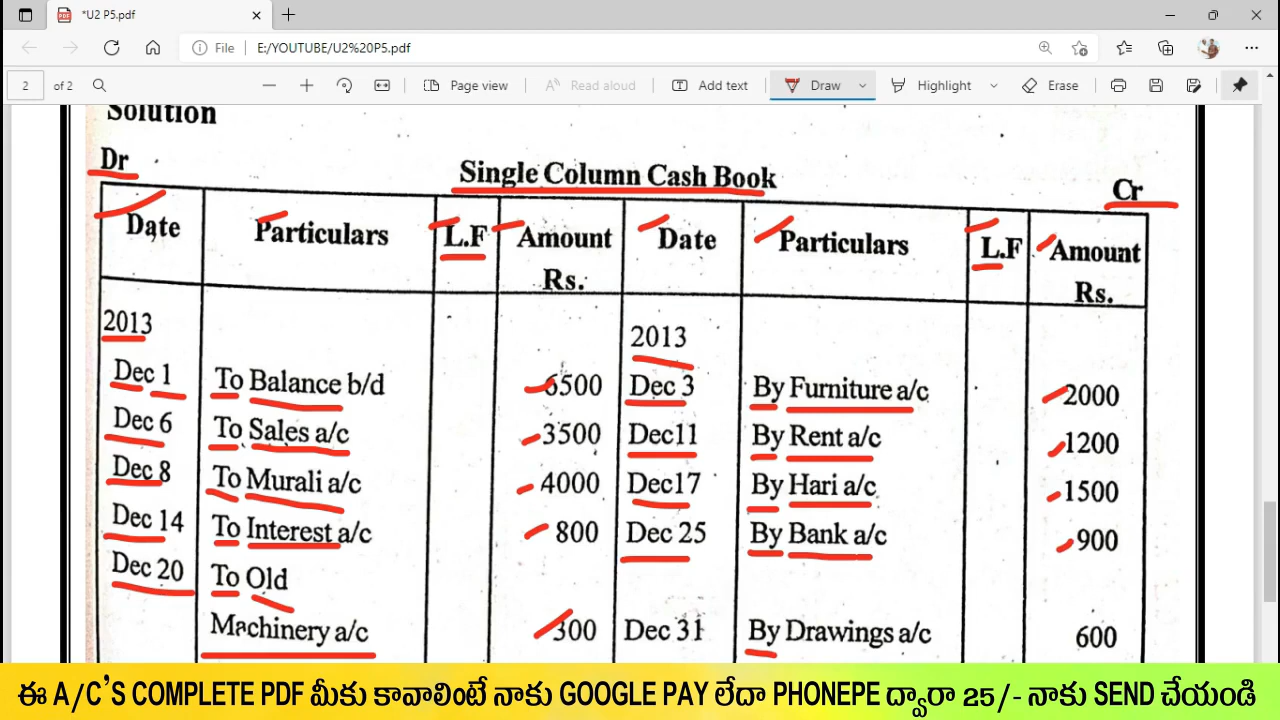 *U2 P5.pdf
File E:/YOUTUBE/U2%20P5.pdf
2 of 2 Page view Read aloud Add text Draw Highlight Erase
Solution
Dr Single Column Cash Book Cr
Date Particulars L.F Amount Rs. Date Particulars L.F Amount Rs.
2013 2013
Dec 1 To Balance b/d 6500 Dec 3 By Furniture a/c 2000
Dec 6 To Sales a/c 3500 Dec11 By Rent a/c 1200
Dec 8 To Murali a/c 4000 Dec17 By Hari a/c 1500
Dec 14 To Interest a/c 800 Dec 25 By Bank a/c 900
Dec 20 To Old
Machinery a/c 300 Dec 31 By Drawings a/c 600
ఈ A/C'S COMPLETE PDF మీకు కావాలింటే నాకు GOOGLE PAY లేదా PHONEPE ద్వారా 25/- నాకు SEND చేయండి